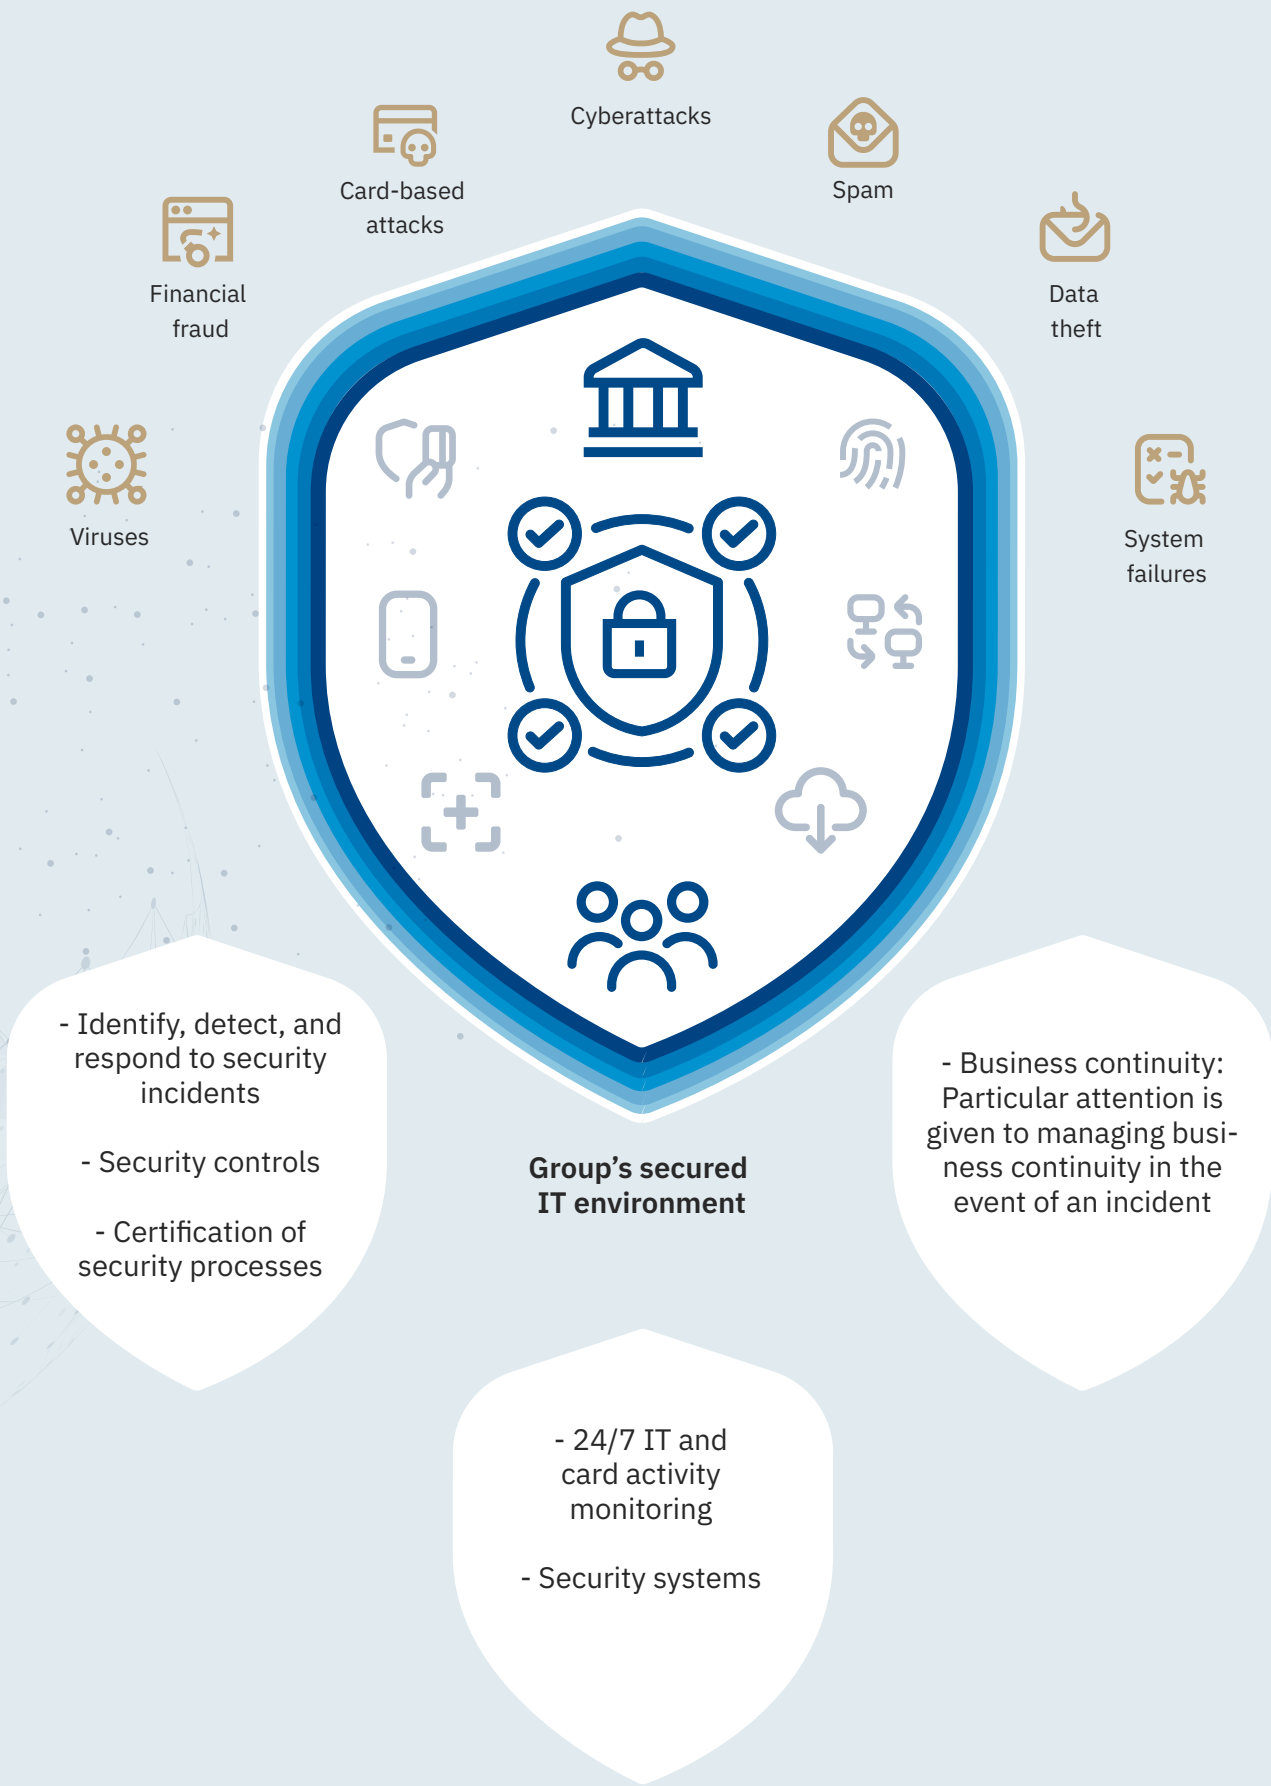 Cyberattacks
Card-based
attacks
Spam
Financial
fraud
Data
theft
Viruses
System
failures
- Identify, detect, and
respond to security
incidents
- Security controls
- Certification of
security processes
Group’s secured
IT environment
- Business continuity:
Particular attention is
given to managing busi-
ness continuity in the
event of an incident
- 24/7 IT and
card activity
monitoring
- Security systems